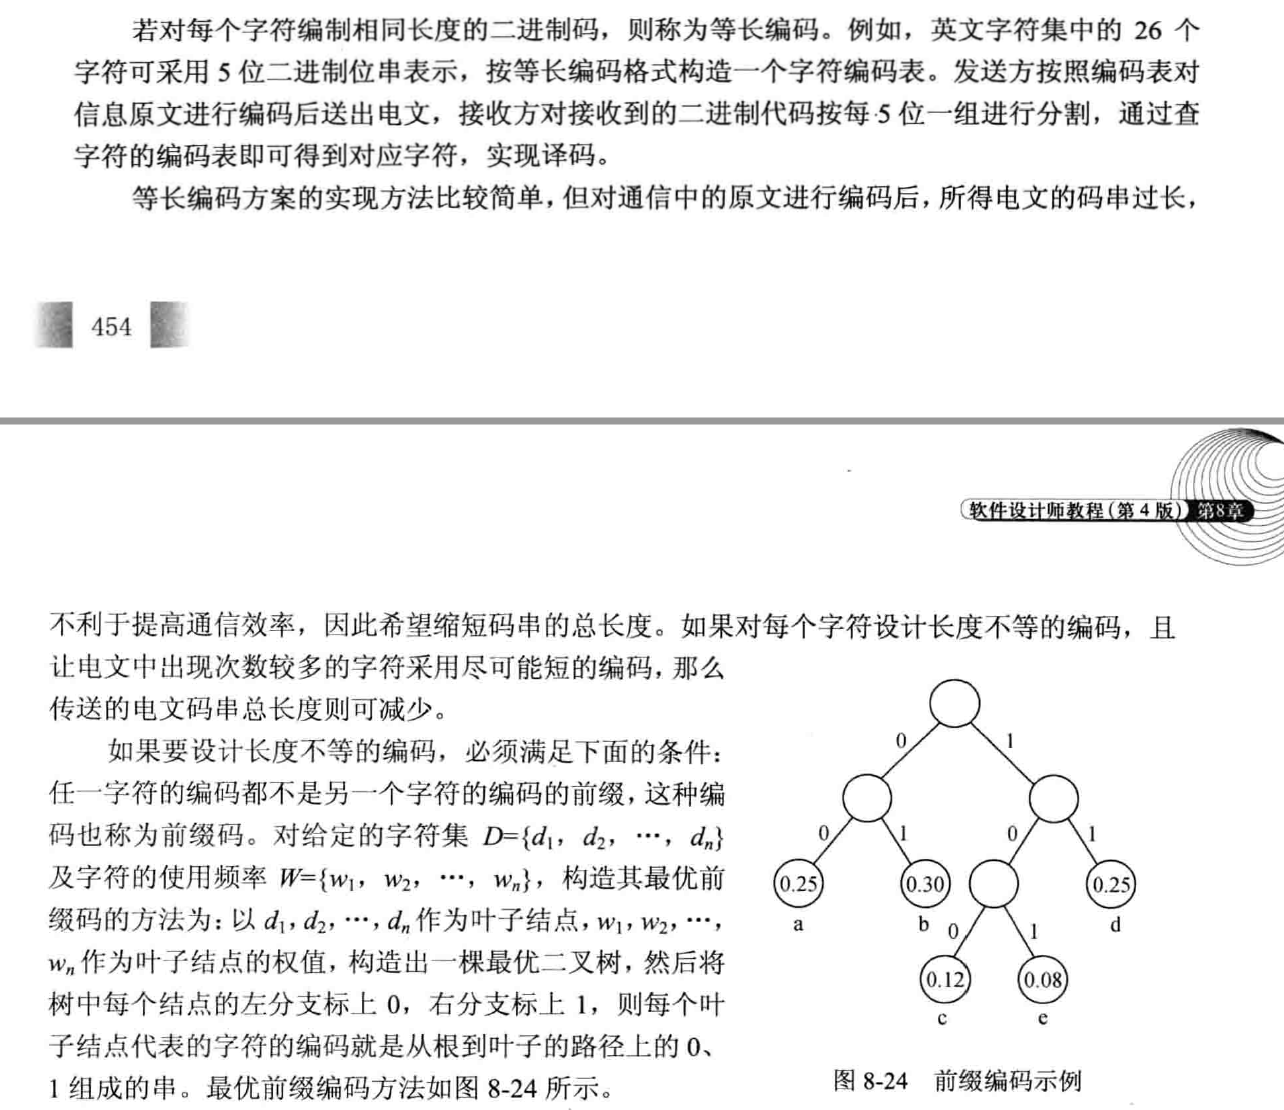 若对每个字符编制相同长度的二进制码，则称为等长编码。例如，英文字符集中的 26 个
字符可采用 5 位二进制位串表示，按等长编码格式构造一个字符编码表。发送方按照编码表对
信息原文进行编码后送出电文，接收方对接收到的二进制代码按每 5 位一组进行分割，通过查
字符的编码表即可得到对应字符，实现译码。
等长编码方案的实现方法比较简单，但对通信中的原文进行编码后，所得电文的码串过长，
454
软件设计师教程（第 4 版） 第8章
不利于提高通信效率，因此希望缩短码串的总长度。如果对每个字符设计长度不等的编码，且
让电文中出现次数较多的字符采用尽可能短的编码，那么
传送的电文码串总长度则可减少。
如果要设计长度不等的编码，必须满足下面的条件：
任一字符的编码都不是另一个字符的编码的前缀，这种编
码也称为前缀码。对给定的字符集 D={d₁，d₂，…，dₙ}
及字符的使用频率 W={w₁，w₂，…，wₙ}，构造其最优前
缀码的方法为：以 d₁，d₂，…，dₙ 作为叶子结点，w₁，w₂，…，
wₙ 作为叶子结点的权值，构造出一棵最优二叉树，然后将
树中每个结点的左分支标上 0，右分支标上 1，则每个叶
子结点代表的字符的编码就是从根到叶子的路径上的 0、
1 组成的串。最优前缀编码方法如图 8-24 所示。
0 1
0 1 0 1
0.25 0.30 0.25
a b d
0 1
0.12 0.08
c e
图 8-24 前缀编码示例